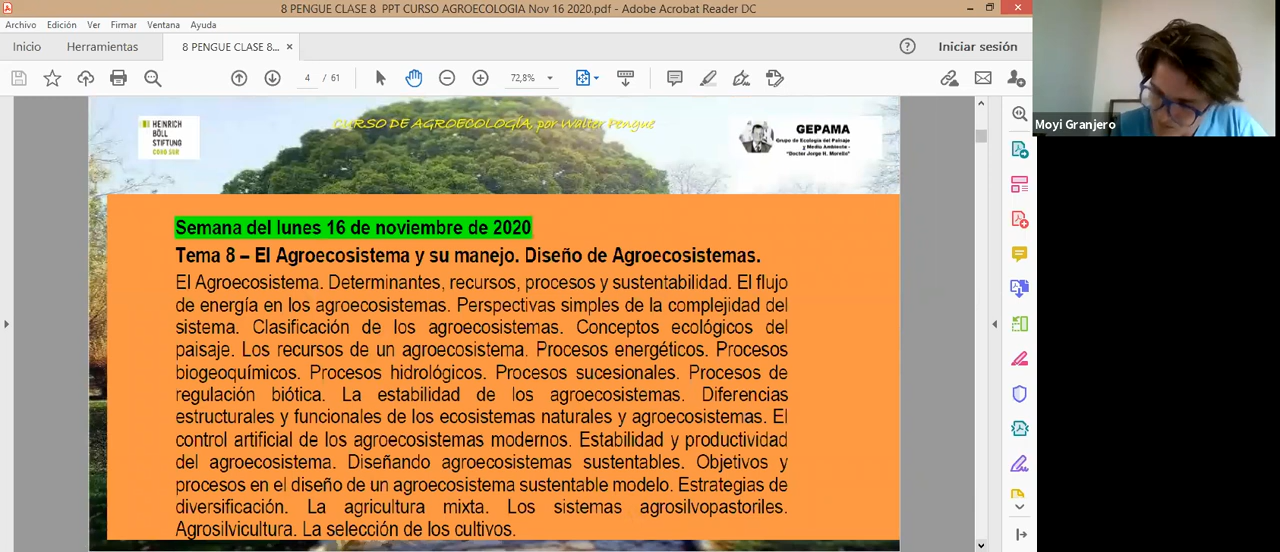 8 PENGUE CLASE 8 PPT CURSO AGROECOLOGIA Nov 16 2020.pdf - Adobe Acrobat Reader DC
Archivo Edición Ver Firmar Ventana Ayuda
Inicio Herramientas 8 PENGUE CLASE 8... × Iniciar sesión
4 / 61 72,8%
HEINRICH
BÖLL
STIFTUNG
CONO SUR
CURSO DE AGROECOLOGÍA, por Walter Pengue
GEPAMA
Grupo de Ecología del Paisaje
y Medio Ambiente -
"Doctor Jorge H. Morello"
Moyi Granjero
Semana del lunes 16 de noviembre de 2020
Tema 8 – El Agroecosistema y su manejo. Diseño de Agroecosistemas.
El Agroecosistema. Determinantes, recursos, procesos y sustentabilidad. El flujo
de energía en los agroecosistemas. Perspectivas simples de la complejidad del
sistema. Clasificación de los agroecosistemas. Conceptos ecológicos del
paisaje. Los recursos de un agroecosistema. Procesos energéticos. Procesos
biogeoquímicos. Procesos hidrológicos. Procesos sucesionales. Procesos de
regulación biótica. La estabilidad de los agroecosistemas. Diferencias
estructurales y funcionales de los ecosistemas naturales y agroecosistemas. El
control artificial de los agroecosistemas modernos. Estabilidad y productividad
del agroecosistema. Diseñando agroecosistemas sustentables. Objetivos y
procesos en el diseño de un agroecosistema sustentable modelo. Estrategias de
diversificación. La agricultura mixta. Los sistemas agrosilvopastoriles.
Agrosilvicultura. La selección de los cultivos.